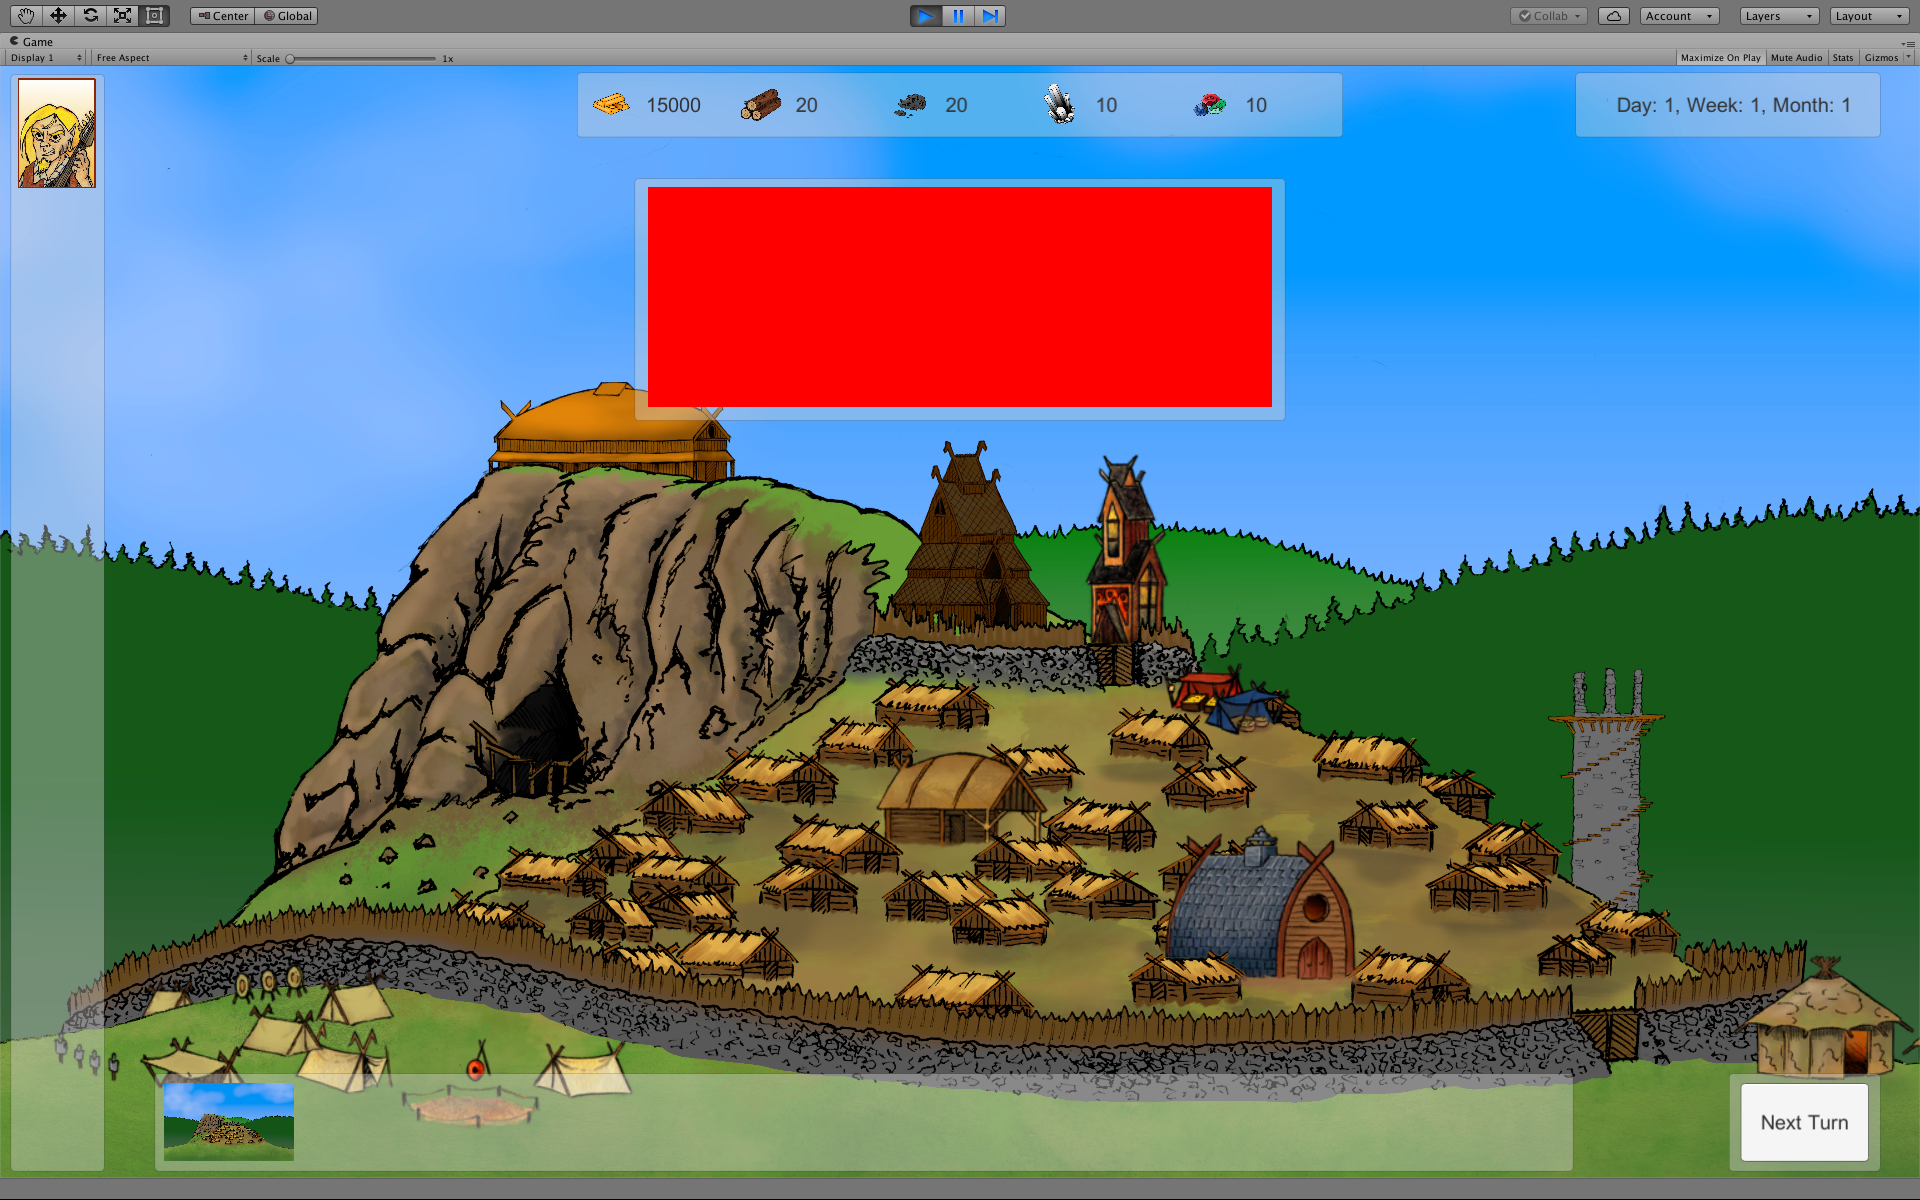 Center Global Collab Account Layers Layout
Game
Display 1 Free Aspect Scale 1x Maximize On Play Mute Audio Stats Gizmos
15000 20 20 10 10 Day: 1, Week: 1, Month: 1
Next Turn